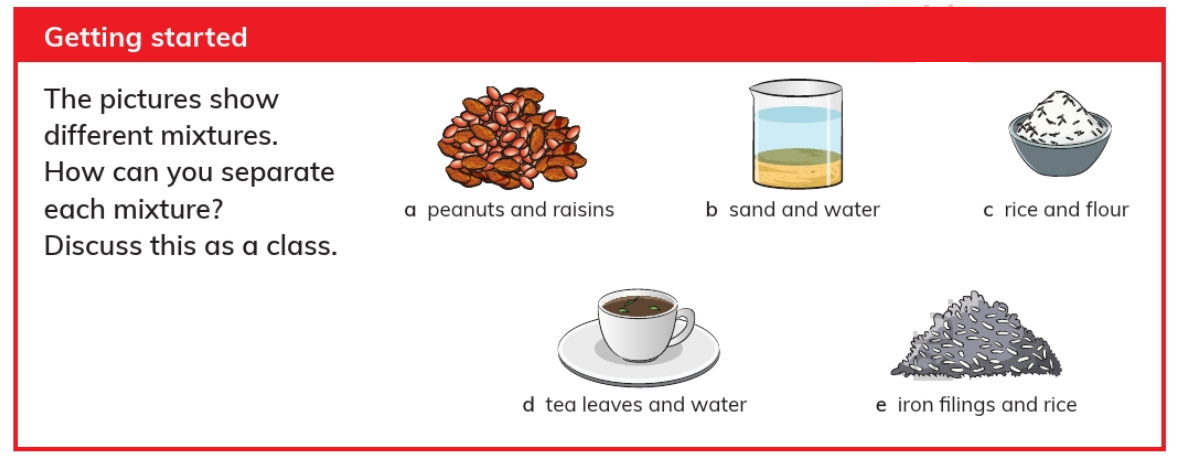 Getting started
The pictures show
different mixtures.
How can you separate
each mixture?
Discuss this as a class.
a peanuts and raisins
b sand and water
c rice and flour
d tea leaves and water
e iron filings and rice